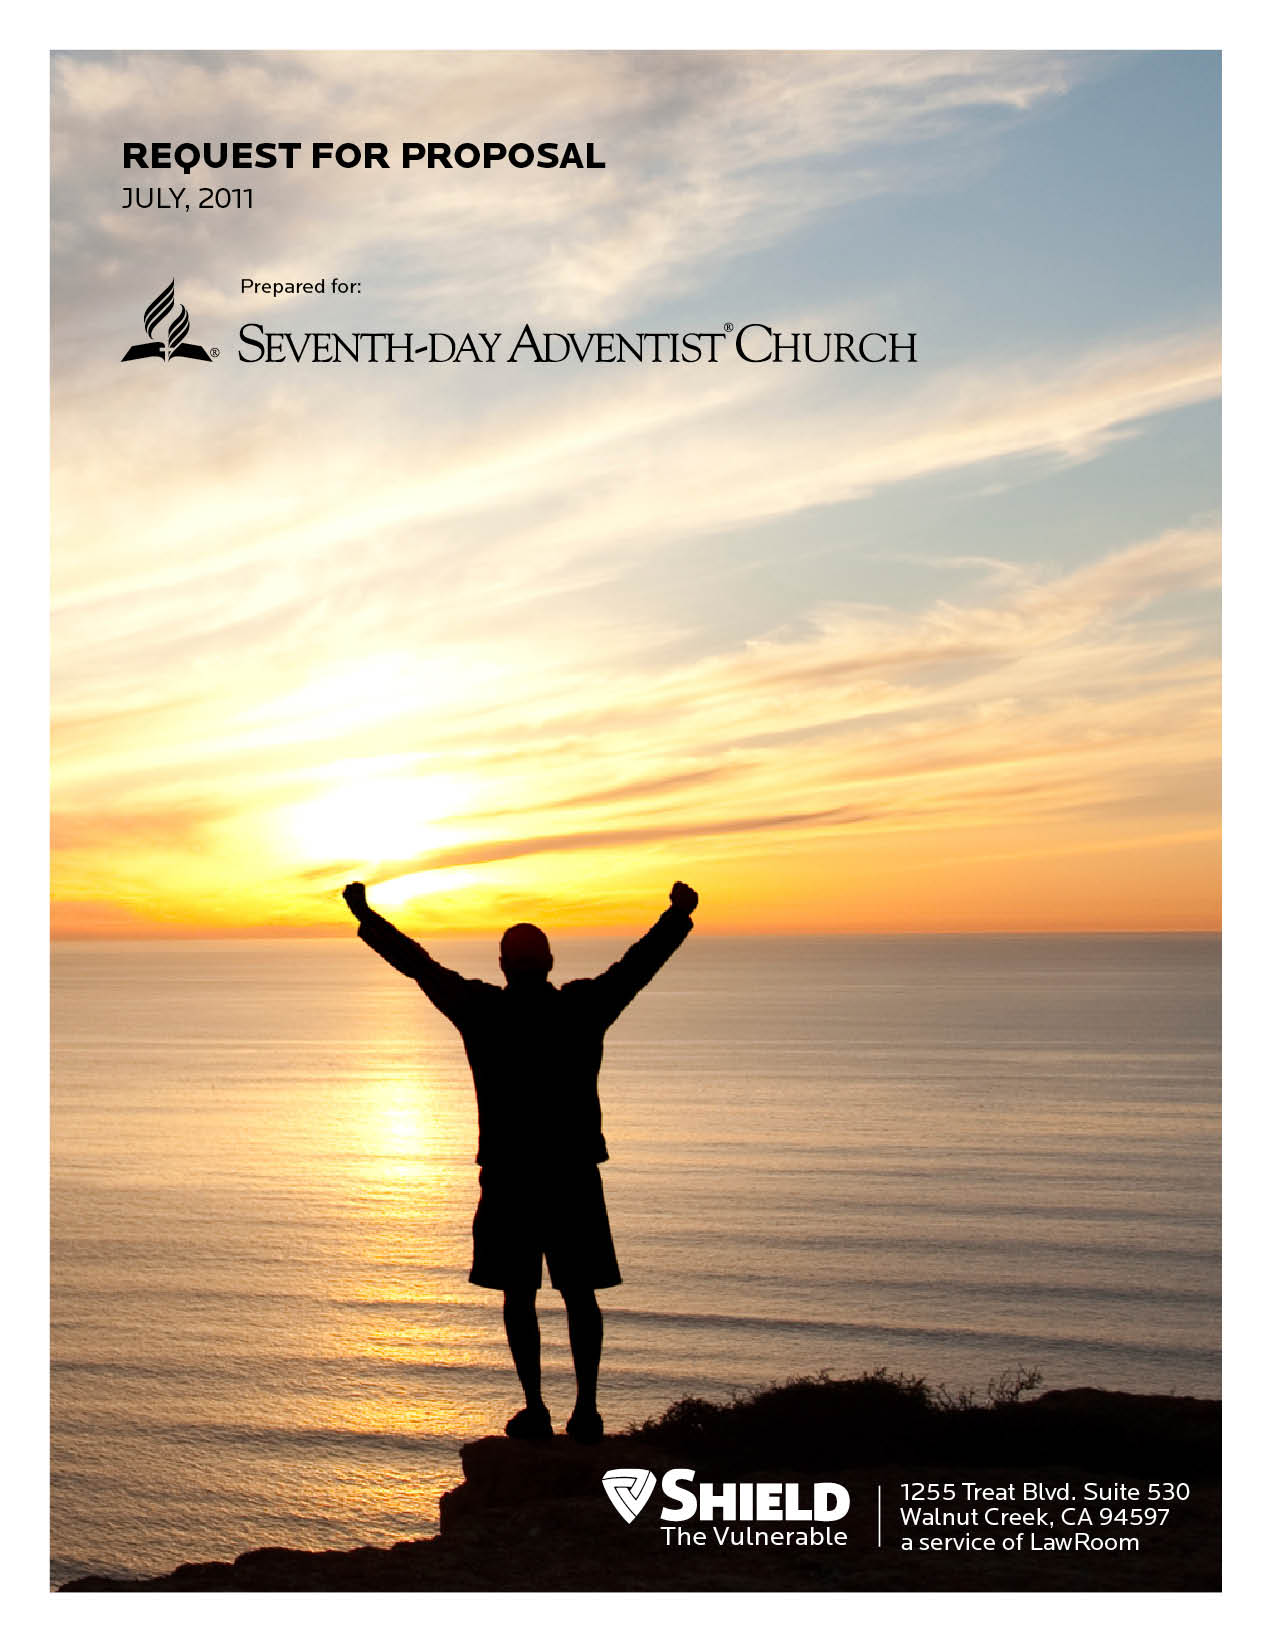 REQUEST FOR PROPOSAL
JULY, 2011
Prepared for:
SEVENTH-DAY ADVENTIST® CHURCH
®
SHIELD
The Vulnerable
1255 Treat Blvd. Suite 530
Walnut Creek, CA 94597
a service of LawRoom